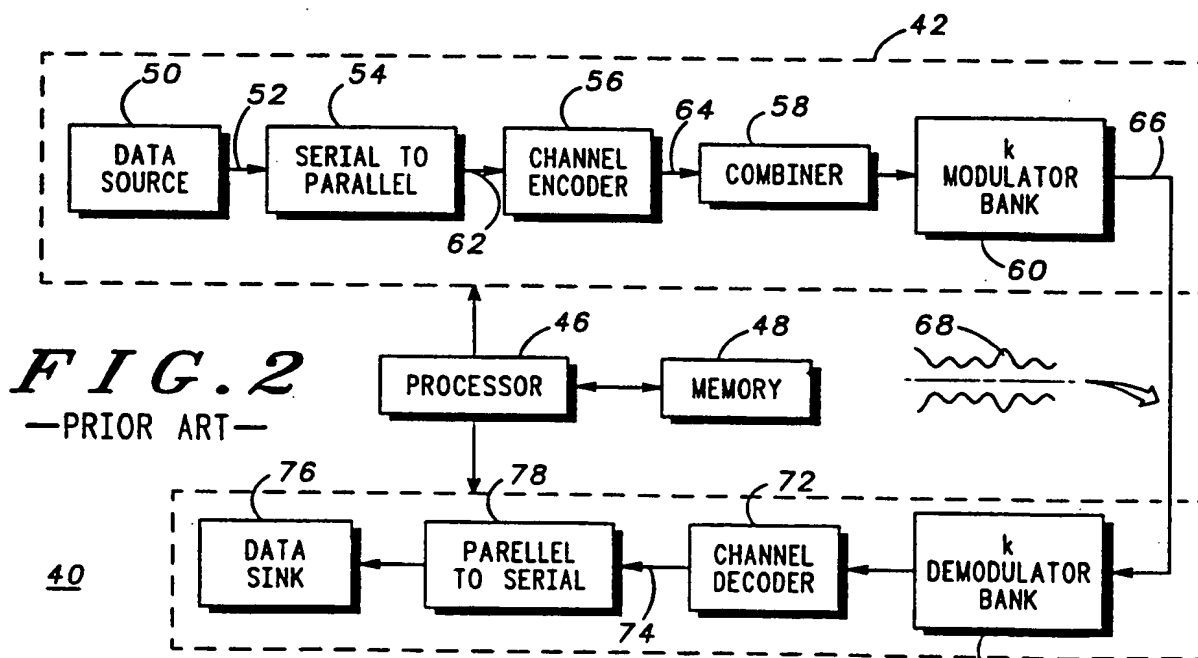 42
50
52
54
56
64
58
66
DATA
SOURCE
SERIAL TO
PARALLEL
CHANNEL
ENCODER
COMBINER
k
MODULATOR
BANK
62
60
46
48
68
FIG.2
—PRIOR ART—
PROCESSOR
MEMORY
76
78
72
40
DATA
SINK
PARELLEL
TO SERIAL
CHANNEL
DECODER
k
DEMODULATOR
BANK
74